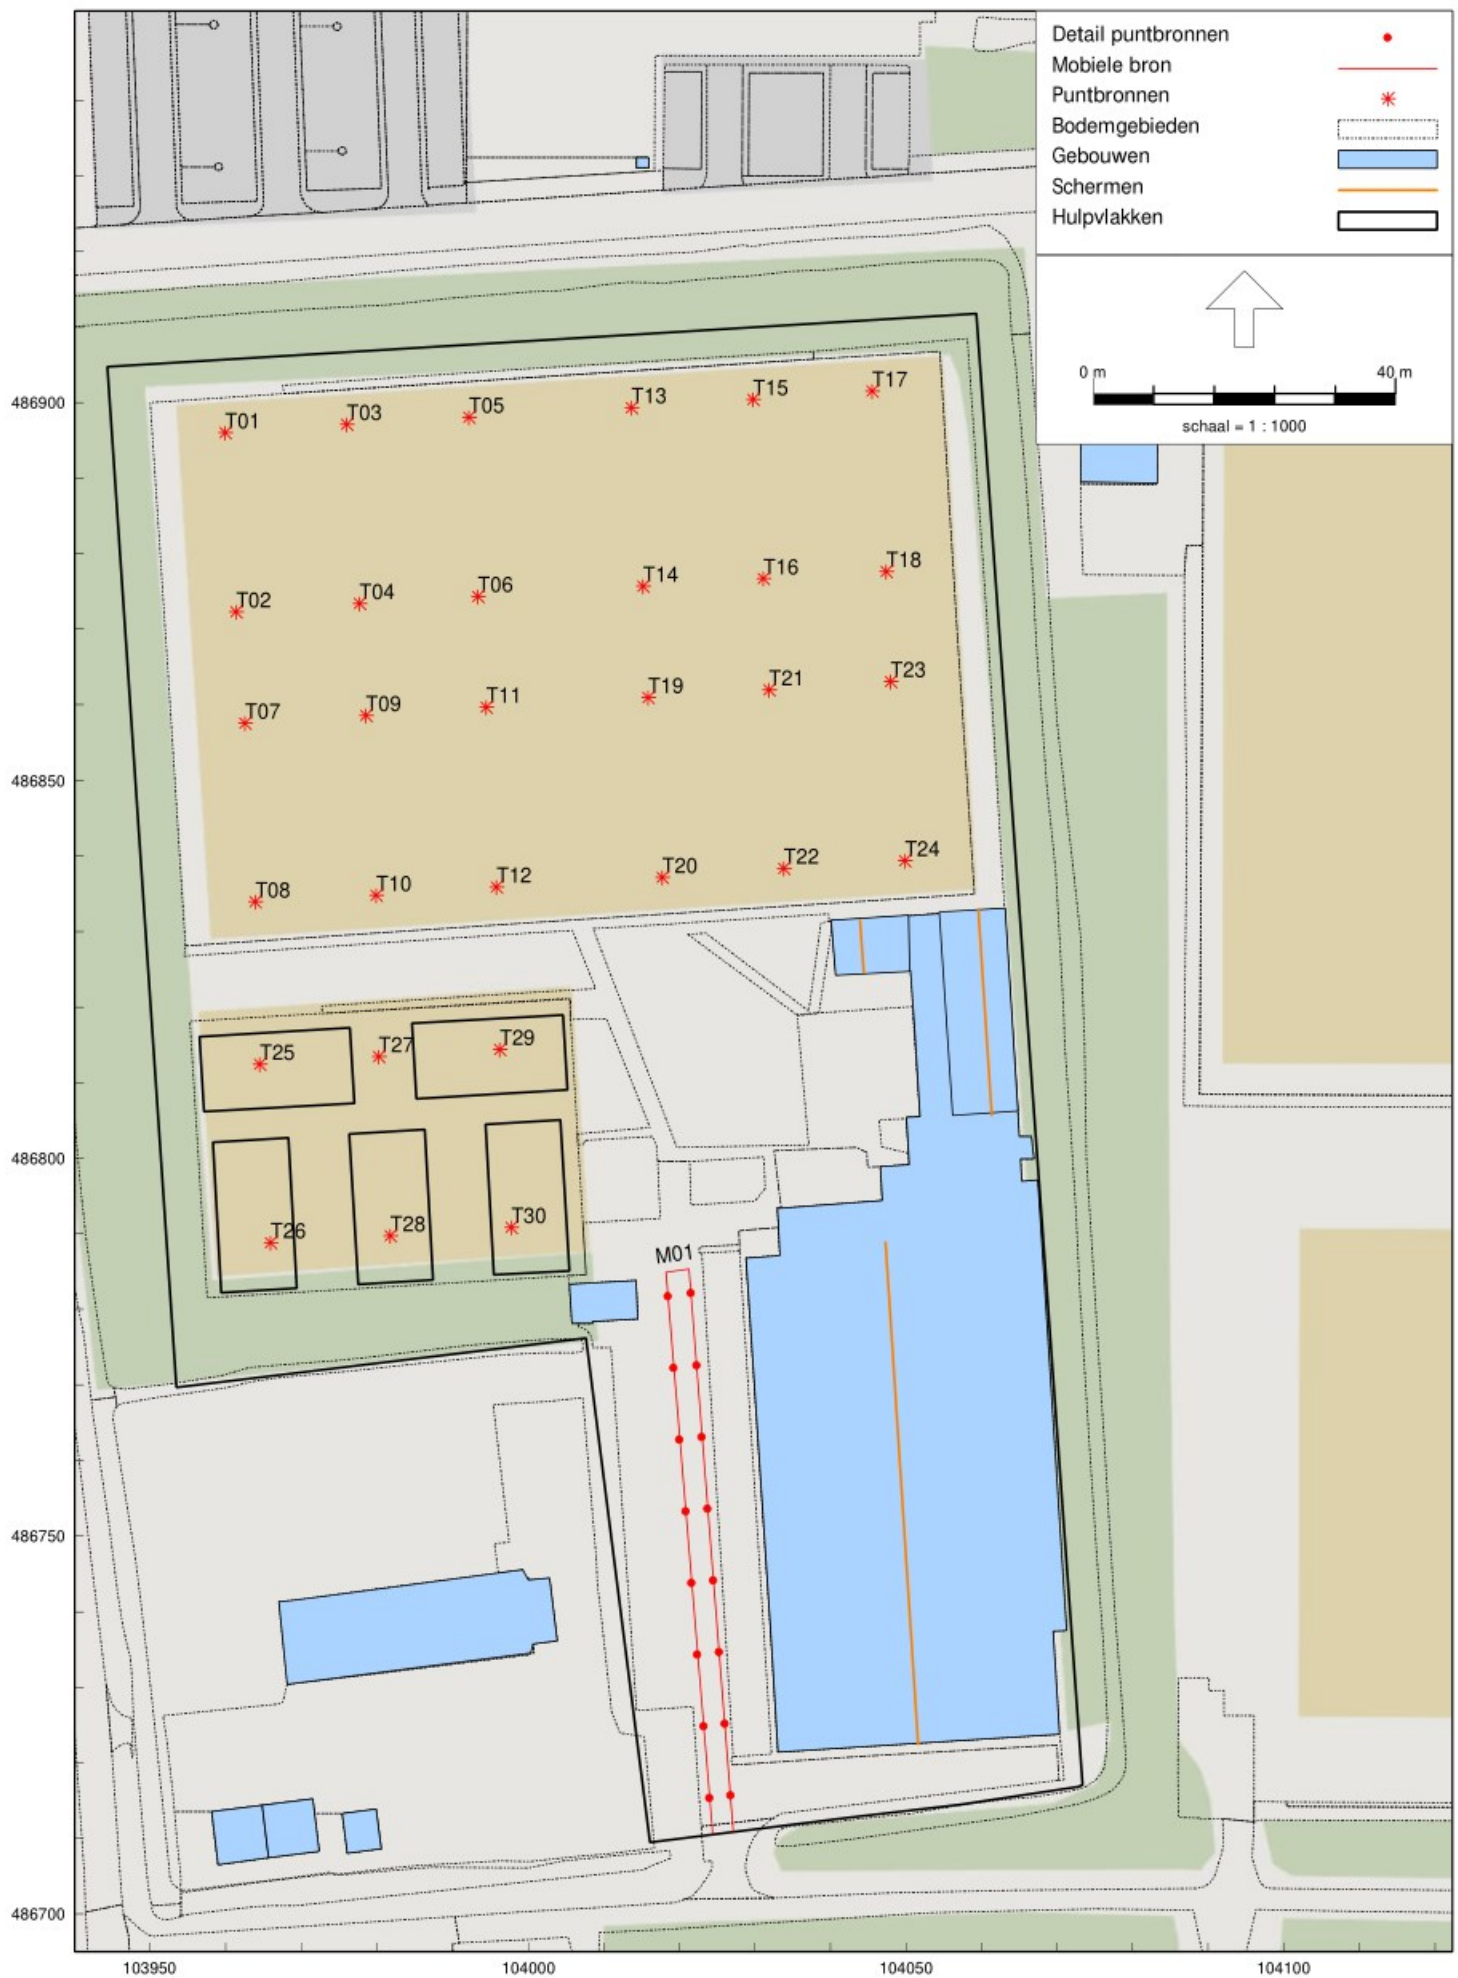 Detail puntbronnen
Mobiele bron
Puntbronnen
Bodemgebieden
Gebouwen
Schermen
Hulpvlakken
0 m 40 m
schaal = 1 : 1000
486900
T01 T03 T05 T13 T15 T17
T02 T04 T06 T14 T16 T18
T07 T09 T11 T19 T21 T23
486850
T08 T10 T12 T20 T22 T24
T25 T27 T29
486800
T26 T28 T30
M01
486750
486700
103950 104000 104050 104100